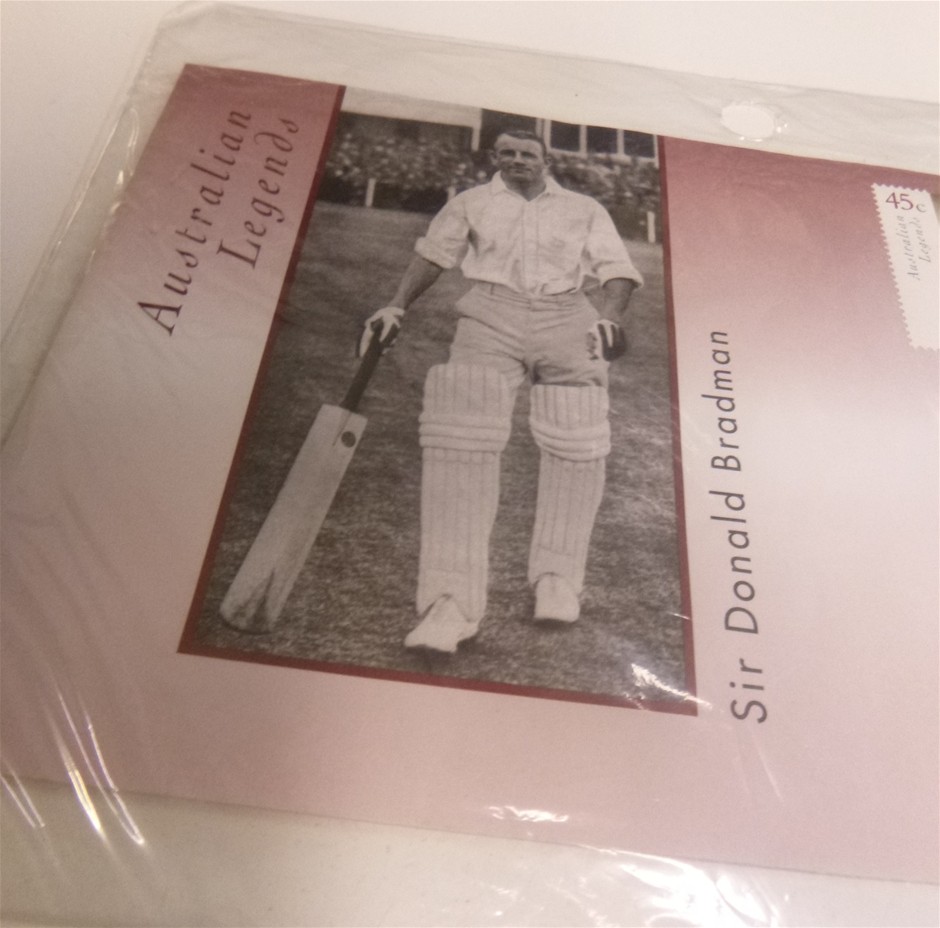 Australian
Legends
Sir Donald Bradman
45c
Australian
Legends